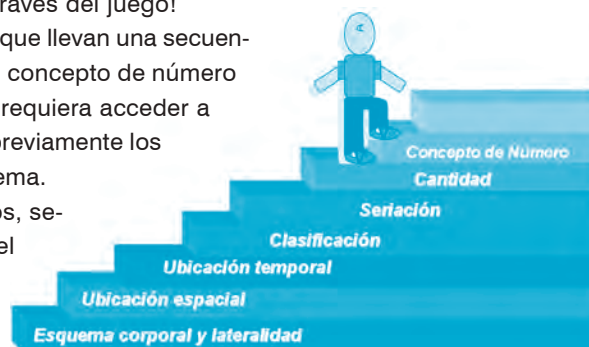 ravés del juego!
que llevan una secuen-
concepto de número
requiera acceder a
previamente los
ema.
os, se-
el
Concepto de Número
Cantidad
Seriación
Clasificación
Ubicación temporal
Ubicación espacial
Esquema corporal y lateralidad